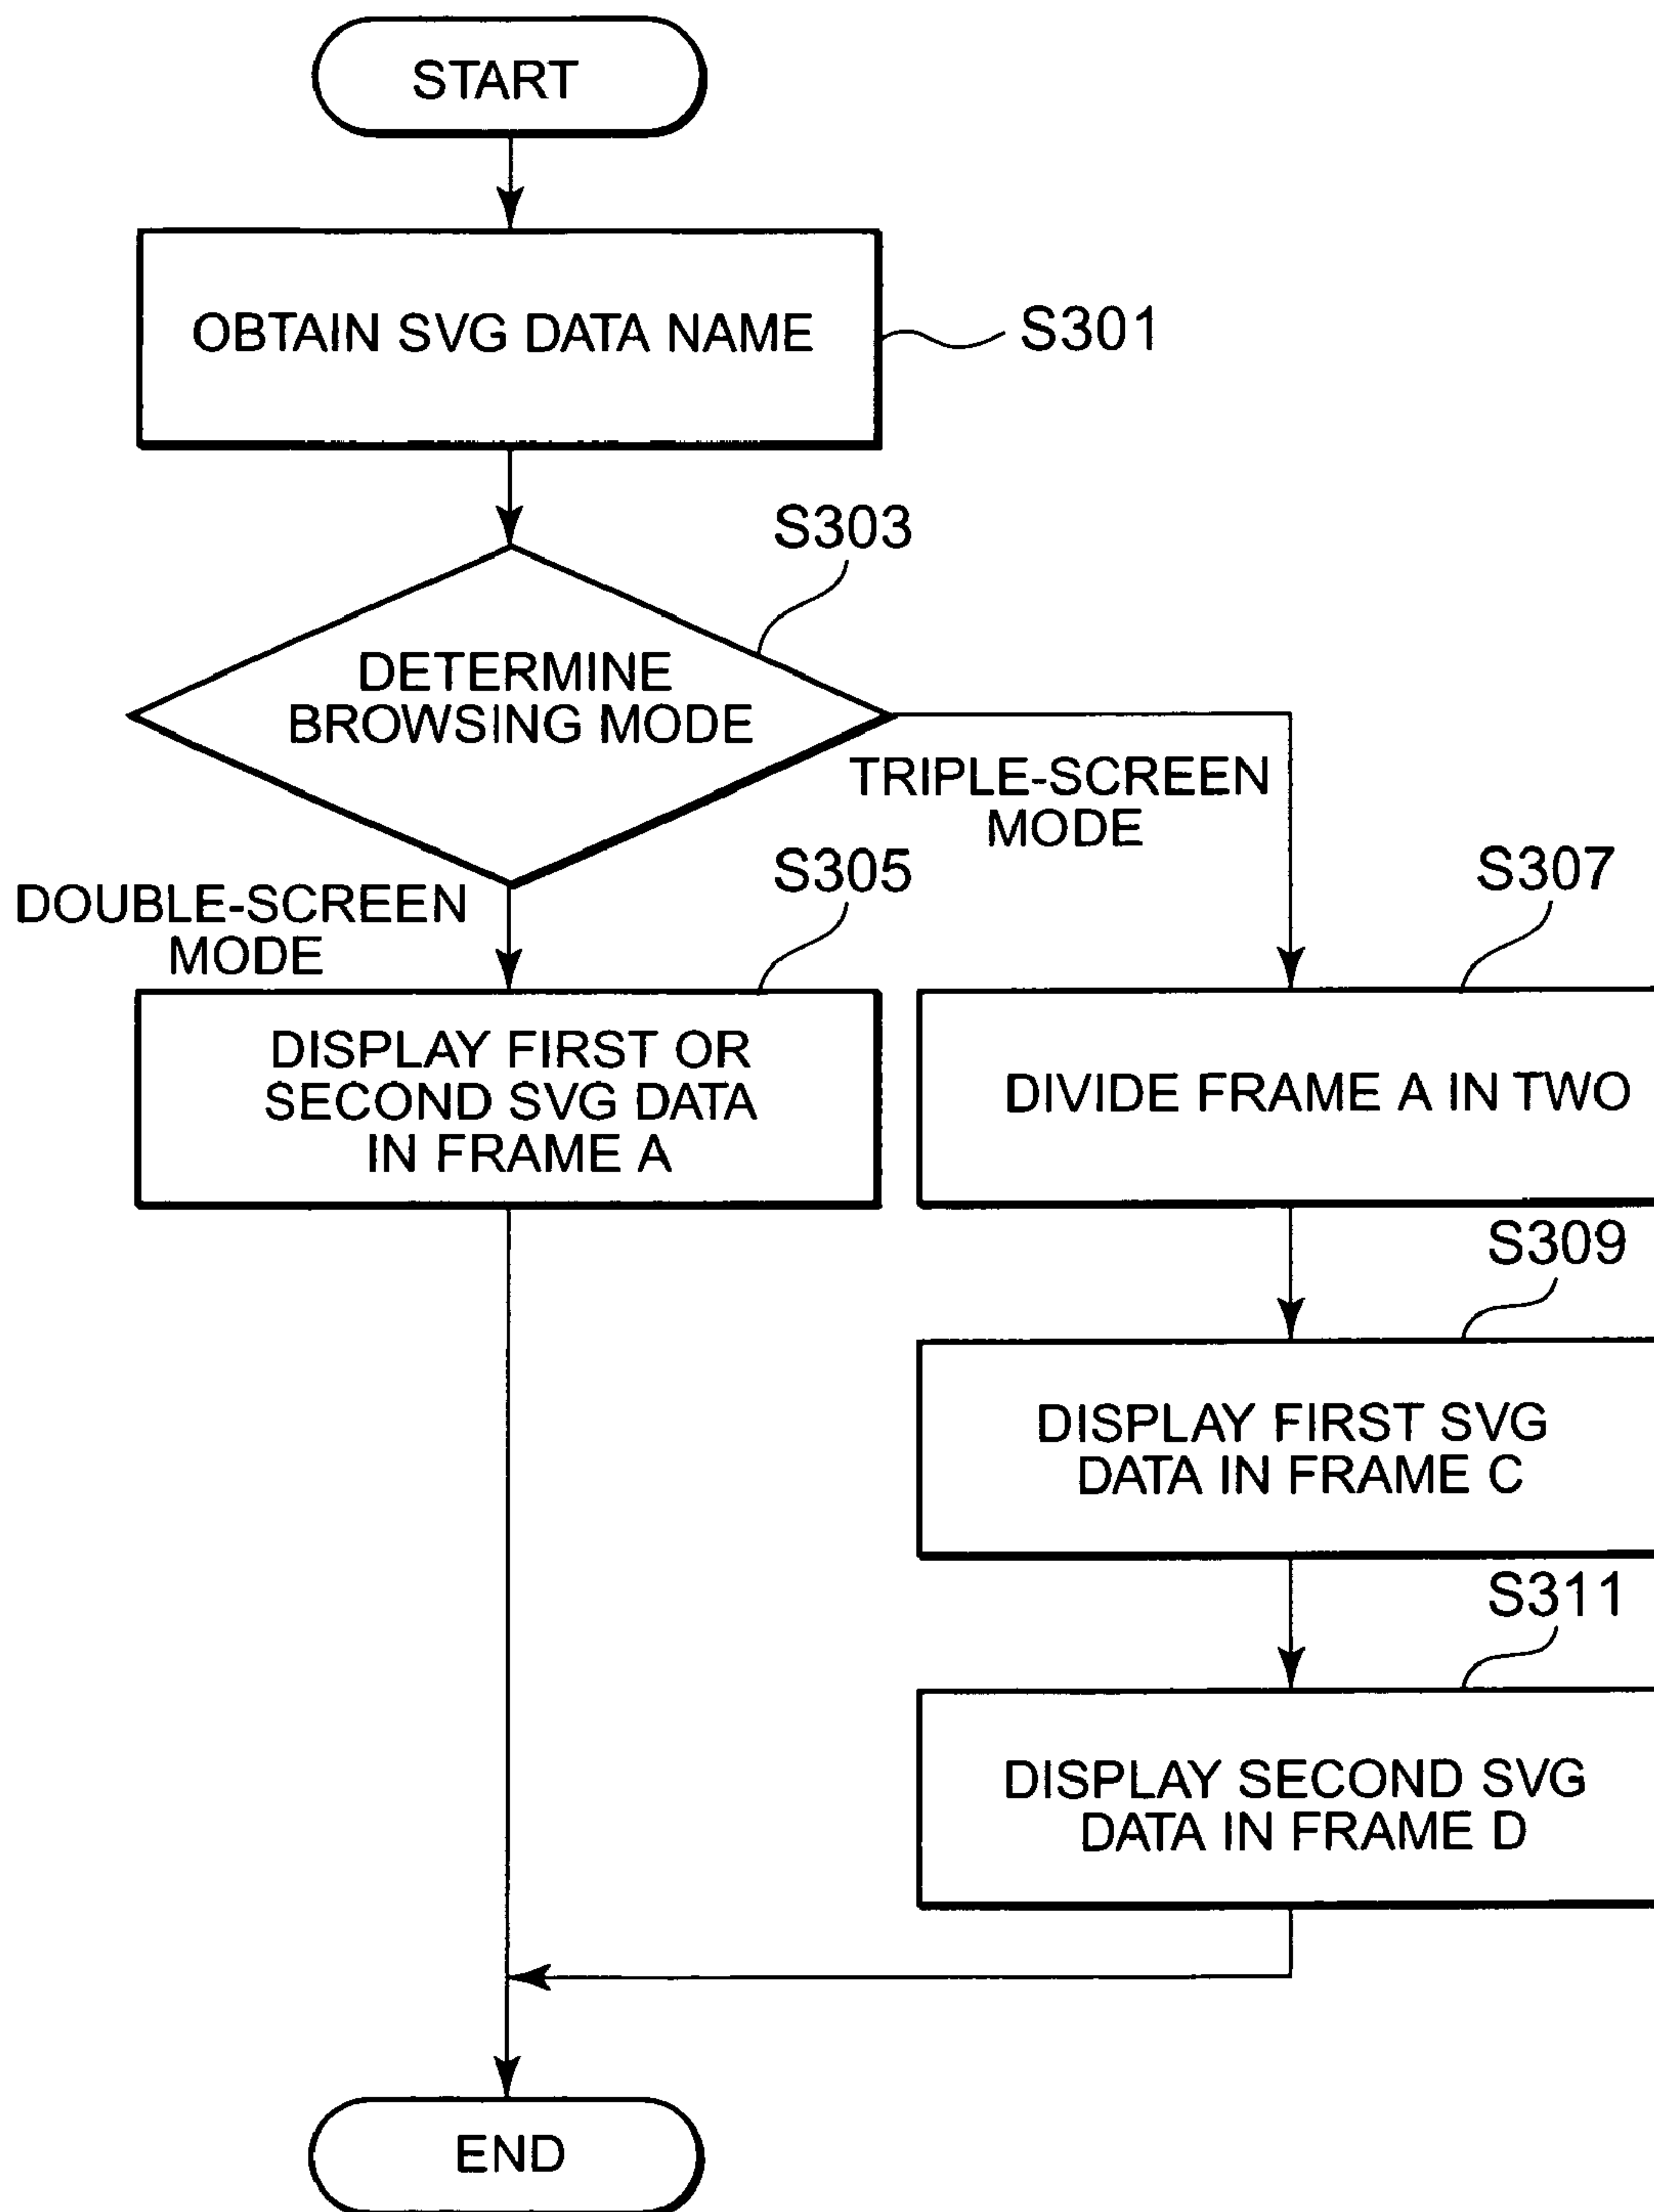 START
OBTAIN SVG DATA NAME
S301
S303
DETERMINE
BROWSING MODE
TRIPLE-SCREEN
MODE
DOUBLE-SCREEN
MODE
S305
DISPLAY FIRST OR
SECOND SVG DATA
IN FRAME A
S307
DIVIDE FRAME A IN TWO
S309
DISPLAY FIRST SVG
DATA IN FRAME C
S311
DISPLAY SECOND SVG
DATA IN FRAME D
END